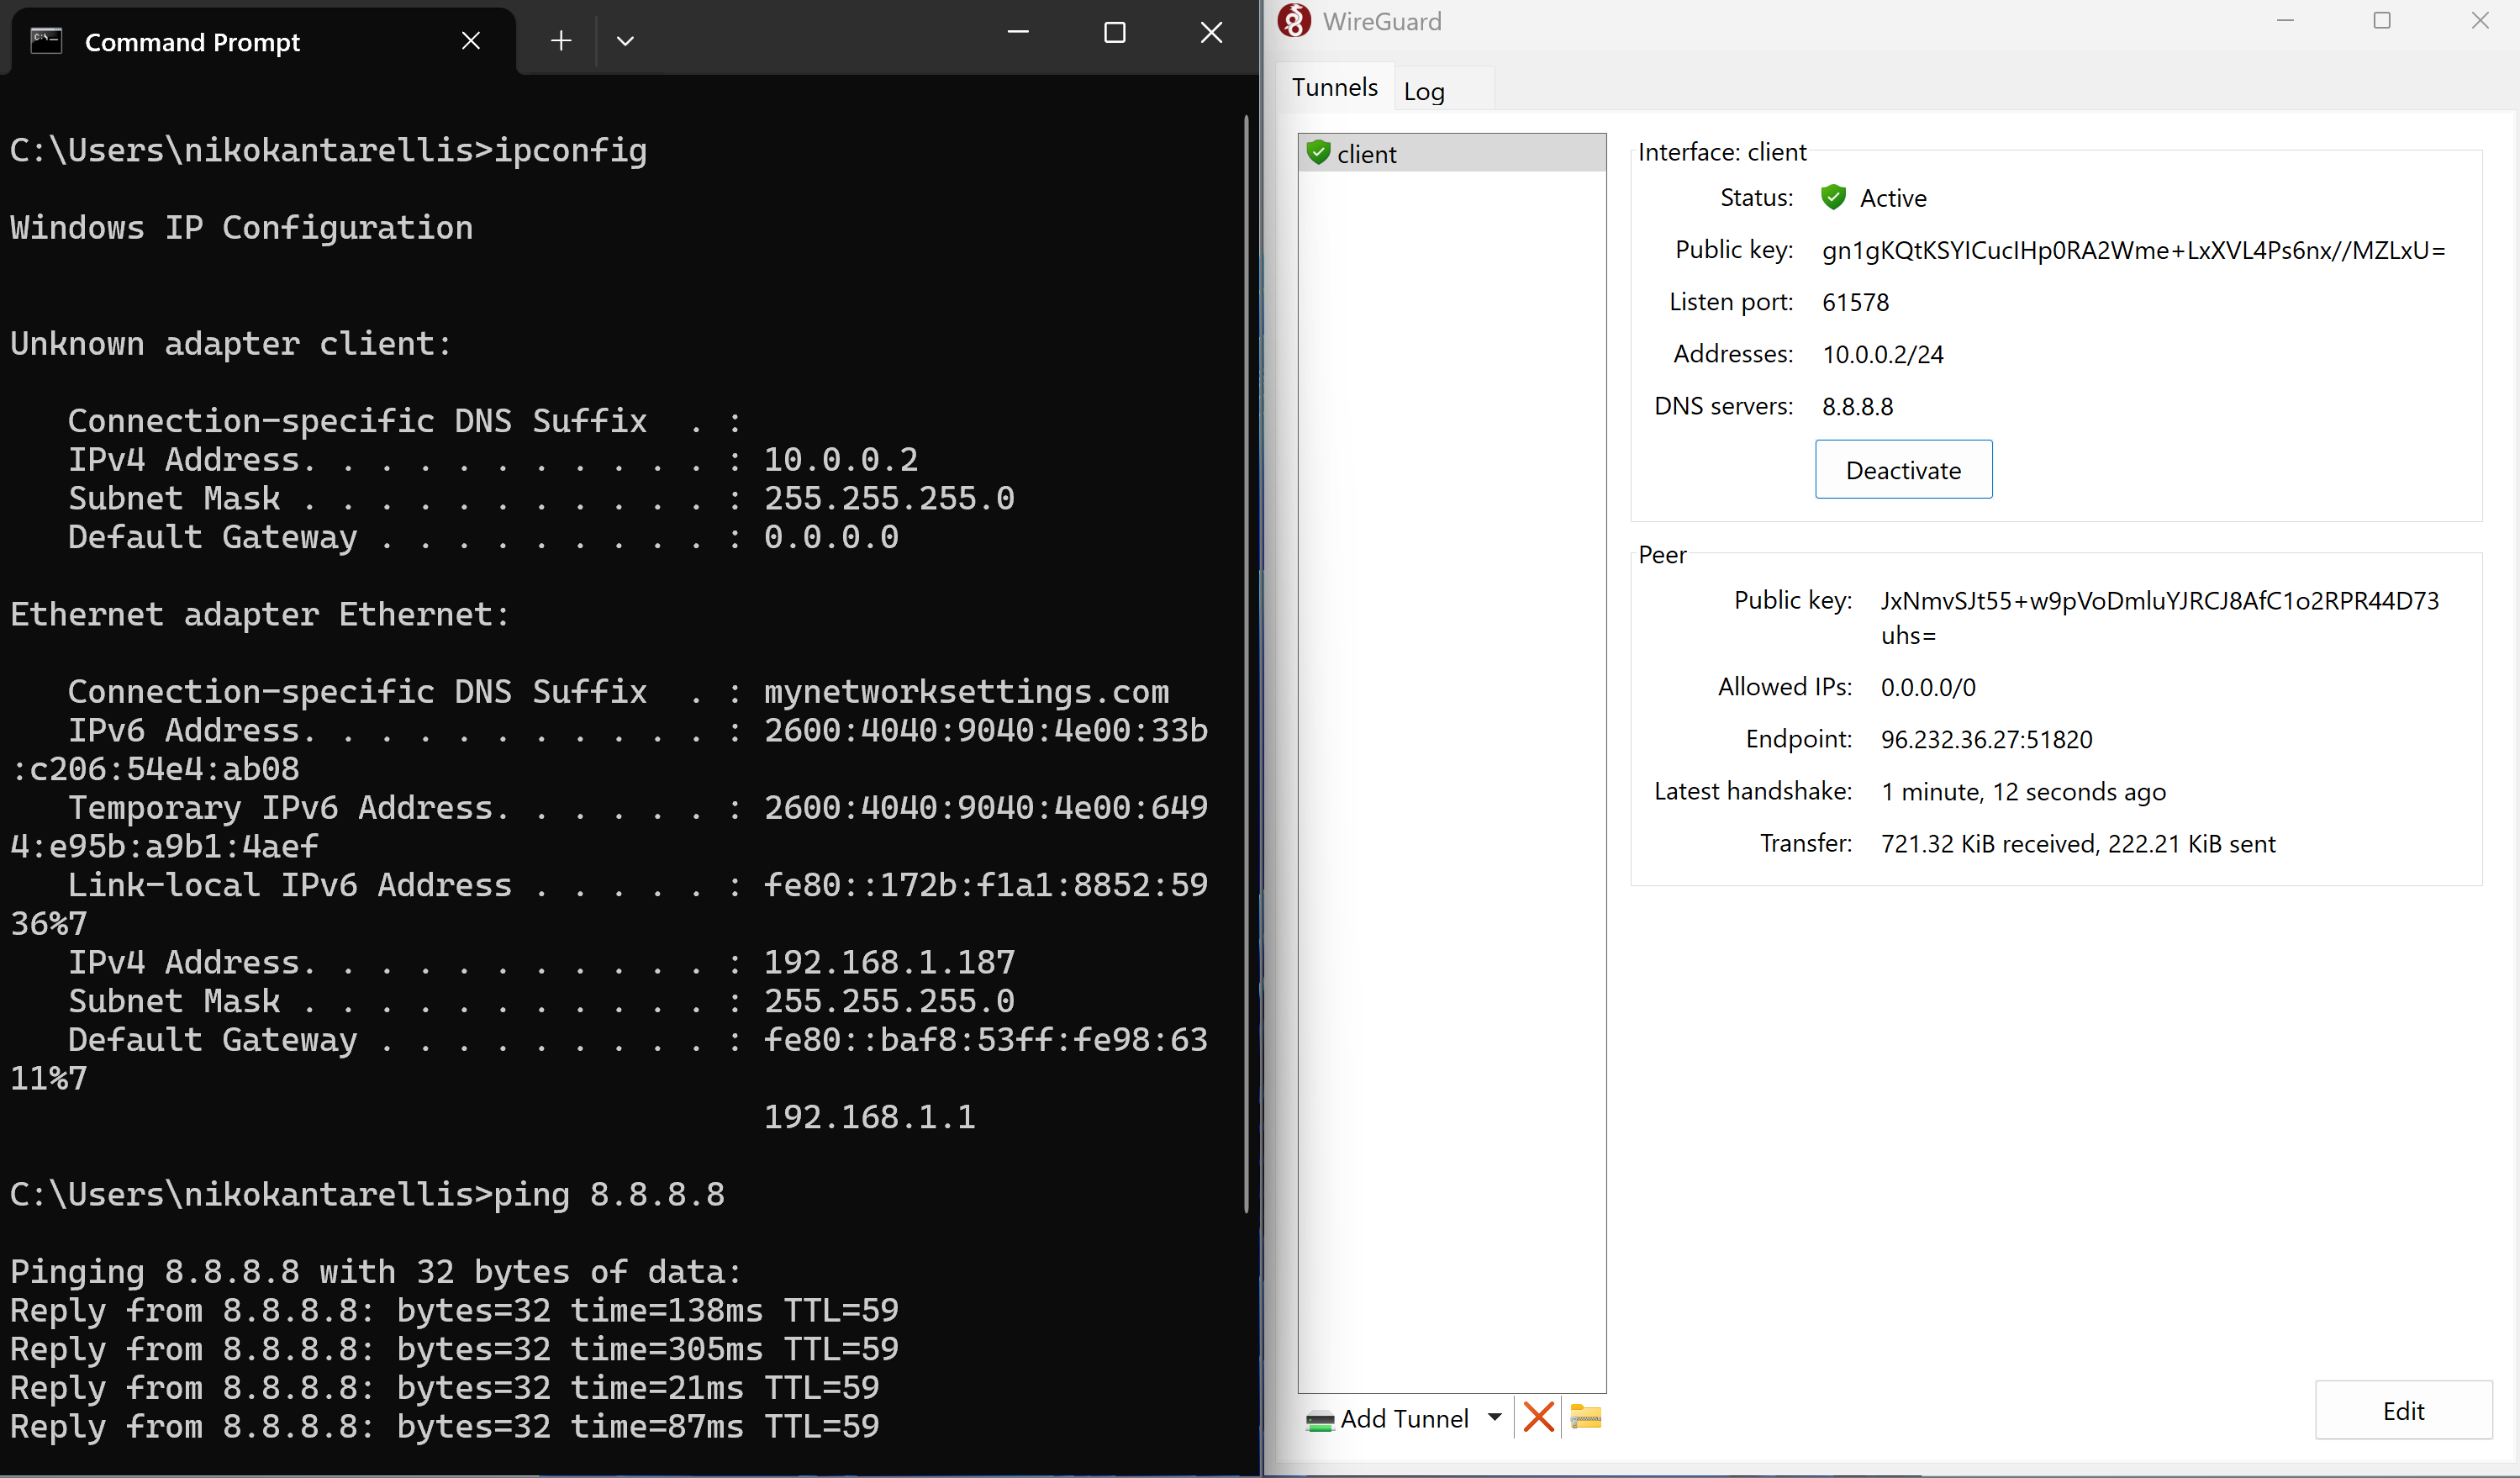 Command Prompt
C:\Users\nikokantarellis>ipconfig
Windows IP Configuration
Unknown adapter client:
Connection-specific DNS Suffix  . :
IPv4 Address. . . . . . . . . . . : 10.0.0.2
Subnet Mask . . . . . . . . . . . : 255.255.255.0
Default Gateway . . . . . . . . . : 0.0.0.0
Ethernet adapter Ethernet:
Connection-specific DNS Suffix  . : mynetworksettings.com
IPv6 Address. . . . . . . . . . . : 2600:4040:9040:4e00:33b
:c206:54e4:ab08
Temporary IPv6 Address. . . . . . : 2600:4040:9040:4e00:649
4:e95b:a9b1:4aef
Link-local IPv6 Address . . . . . : fe80::172b:f1a1:8852:59
36%7
IPv4 Address. . . . . . . . . . . : 192.168.1.187
Subnet Mask . . . . . . . . . . . : 255.255.255.0
Default Gateway . . . . . . . . . : fe80::baf8:53ff:fe98:63
11%7
192.168.1.1
C:\Users\nikokantarellis>ping 8.8.8.8
Pinging 8.8.8.8 with 32 bytes of data:
Reply from 8.8.8.8: bytes=32 time=138ms TTL=59
Reply from 8.8.8.8: bytes=32 time=305ms TTL=59
Reply from 8.8.8.8: bytes=32 time=21ms TTL=59
Reply from 8.8.8.8: bytes=32 time=87ms TTL=59
WireGuard
Tunnels Log
client
Interface: client
Status: Active
Public key: gn1gKQtKSYICucIHp0RA2Wme+LxXVL4Ps6nx//MZLxU=
Listen port: 61578
Addresses: 10.0.0.2/24
DNS servers: 8.8.8.8
Deactivate
Peer
Public key: JxNmvSJt55+w9pVoDmluYJRCJ8AfC1o2RPR44D73
uhs=
Allowed IPs: 0.0.0.0/0
Endpoint: 96.232.36.27:51820
Latest handshake: 1 minute, 12 seconds ago
Transfer: 721.32 KiB received, 222.21 KiB sent
Add Tunnel
Edit